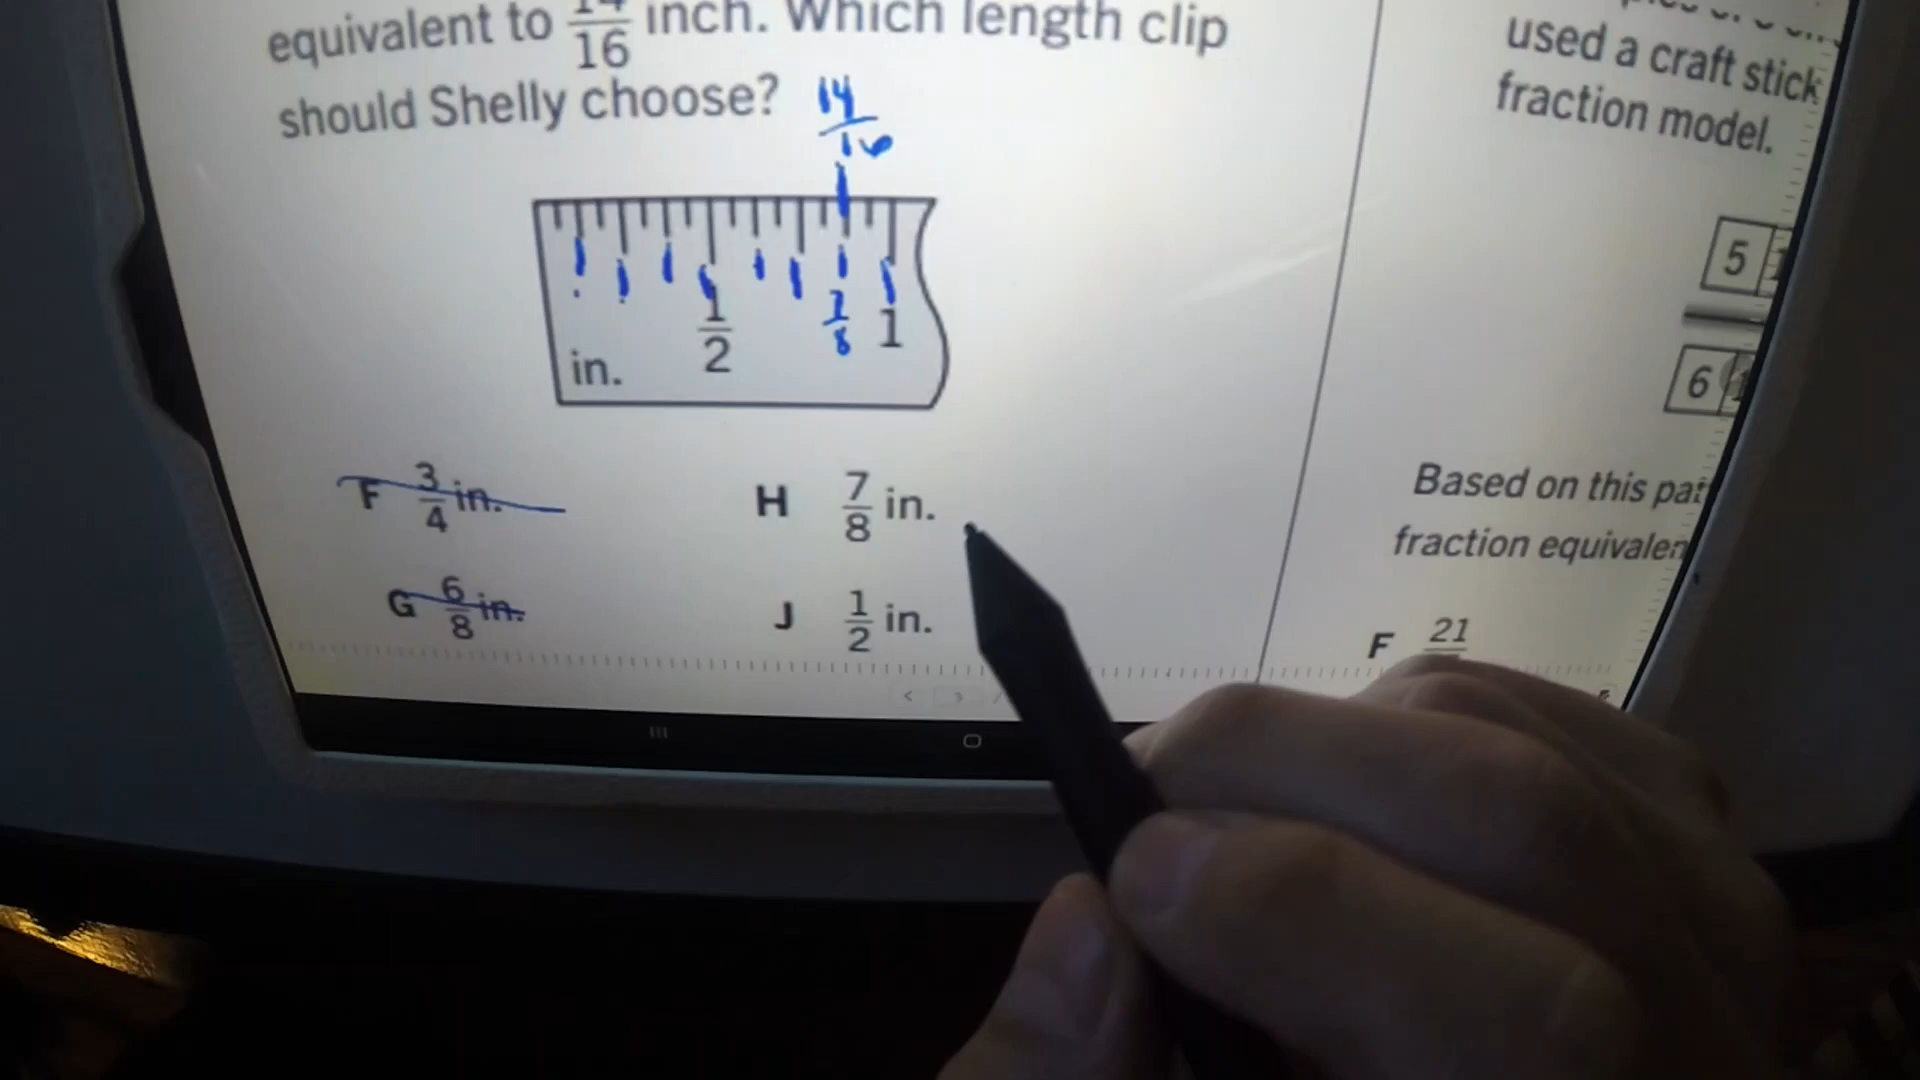 equivalent to 14/16 inch. Which length clip
should Shelly choose?
14/16
1/2
7/8
1
in.
F 3/4 in.
G 6/8 in.
H 7/8 in.
J 1/2 in.
used a craft stick
fraction model.
5
6
Based on this pat
fraction equivalen
F 21